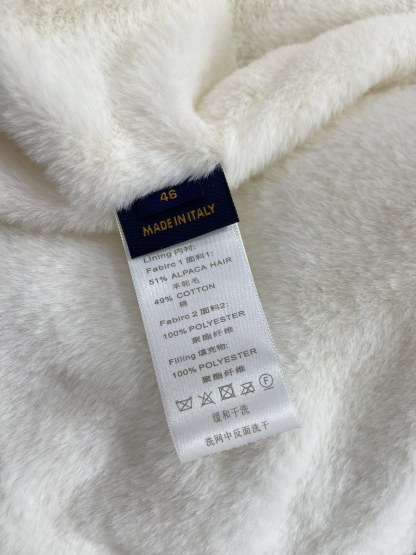 46
MADE IN ITALY
Lining 内衬:
Fabirc 1 面料1:
51% ALPACA HAIR
羊驼毛
49% COTTON
棉
Fabirc 2 面料2:
100% POLYESTER
聚酯纤维
Filling 填充物:
100% POLYESTER
聚酯纤维
F
缓和干洗
洗网中反面洗干